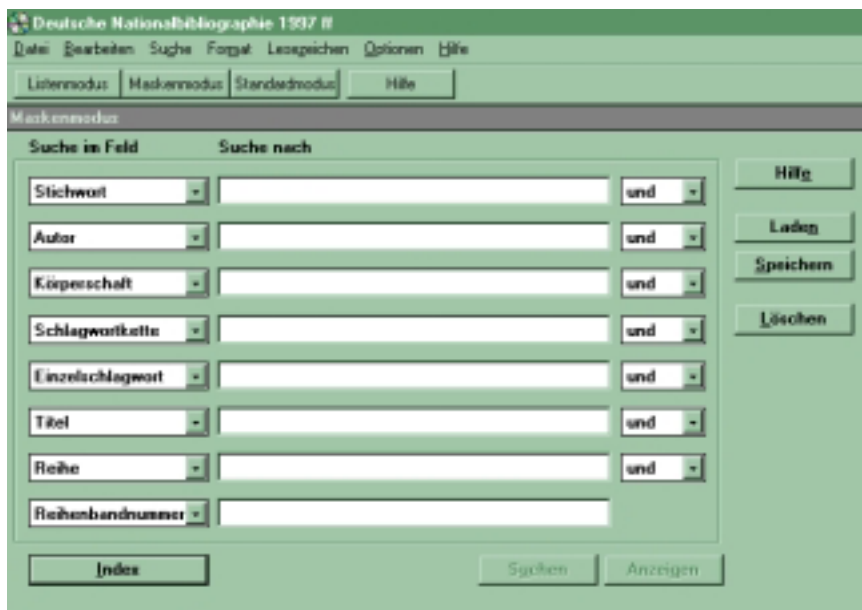 Deutsche Nationalbibliographie 1997 ff
Datei Bearbeiten Suche Format Lesezeichen Optionen Hilfe
Listenmodus Maskenmodus Standardmodus Hilfe
Maskenmodus
Suche im Feld Suche nach
Hilfe
Stichwort und
Laden
Autor und
Speichern
Körperschaft und
Löschen
Schlagwortkette und
Einzelschlagwort und
Titel und
Reihe und
Reihenbandnummer
Index Suchen Anzeigen